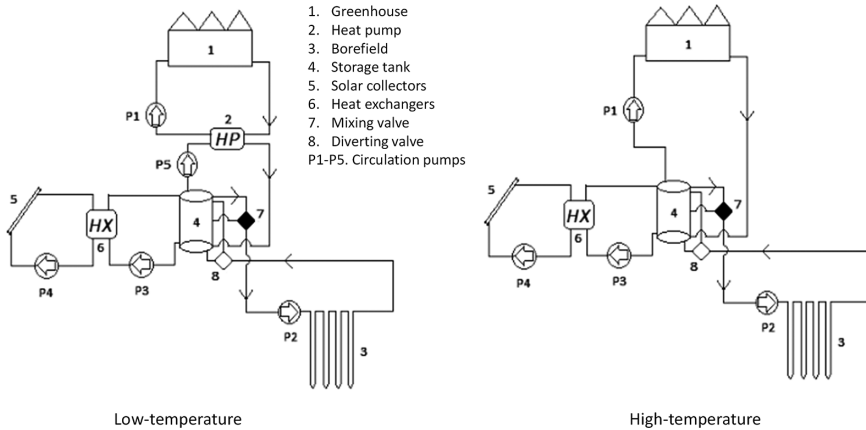 1
P1
2
HP
P5
5
HX
6
4
7
8
P4
P3
P2
3
Low-temperature
1. Greenhouse
2. Heat pump
3. Borefield
4. Storage tank
5. Solar collectors
6. Heat exchangers
7. Mixing valve
8. Diverting valve
P1-P5. Circulation pumps
1
P1
5
HX
6
4
7
8
P4
P3
P2
3
High-temperature